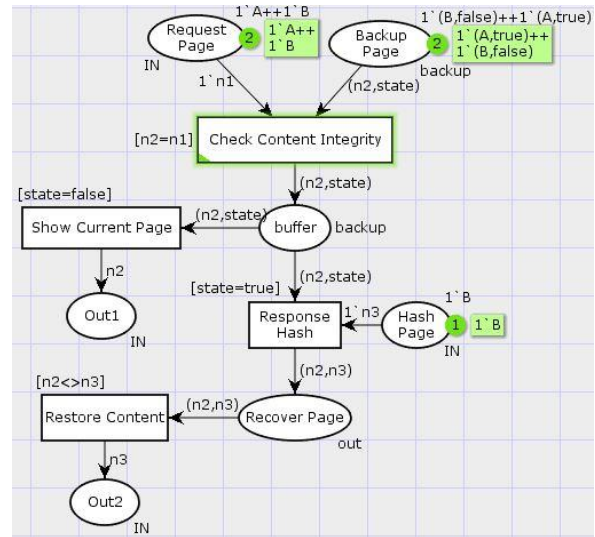 1`A++1`B
1`(B,false)++1`(A,true)
Request
Page
2
1`A++
1`B
Backup
Page
2
1`(A,true)++
1`(B,false)
IN
backup
1`n1
(n2,state)
[n2=n1]
Check Content Integrity
(n2,state)
[state=false]
Show Current Page
(n2,state)
buffer
backup
n2
(n2,state)
[state=true]
Out1
IN
Response
Hash
1`n3
1`B
Hash
Page
1
1`B
IN
(n2,n3)
[n2<>n3]
Restore Content
(n2,n3)
Recover Page
out
n3
Out2
IN